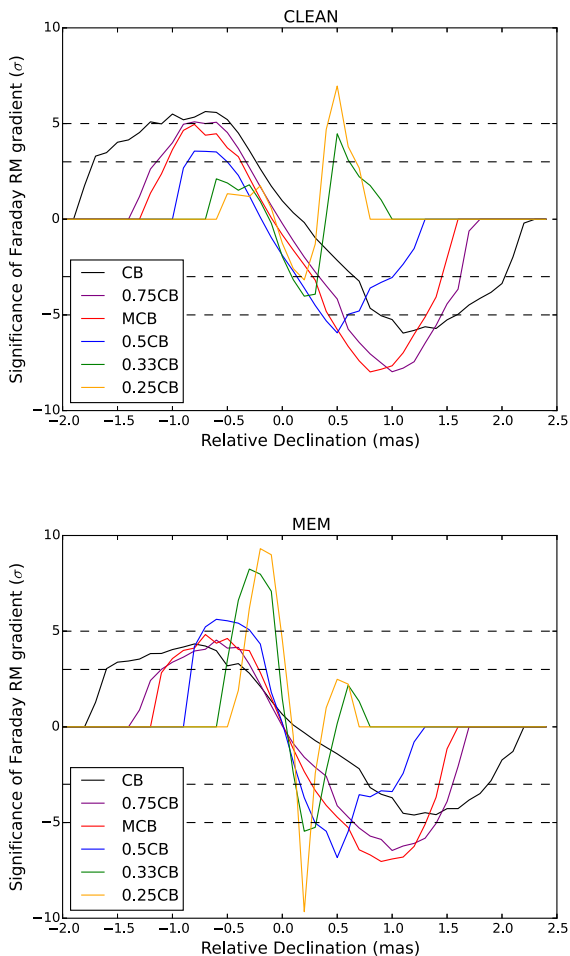 CLEAN
10
5
0
−5
−10
Significance of Faraday RM gradient (σ)
CB
0.75CB
MCB
0.5CB
0.33CB
0.25CB
−2.0 −1.5 −1.0 −0.5 0.0 0.5 1.0 1.5 2.0 2.5
Relative Declination (mas)
MEM
10
5
0
−5
−10
Significance of Faraday RM gradient (σ)
CB
0.75CB
MCB
0.5CB
0.33CB
0.25CB
−2.0 −1.5 −1.0 −0.5 0.0 0.5 1.0 1.5 2.0 2.5
Relative Declination (mas)